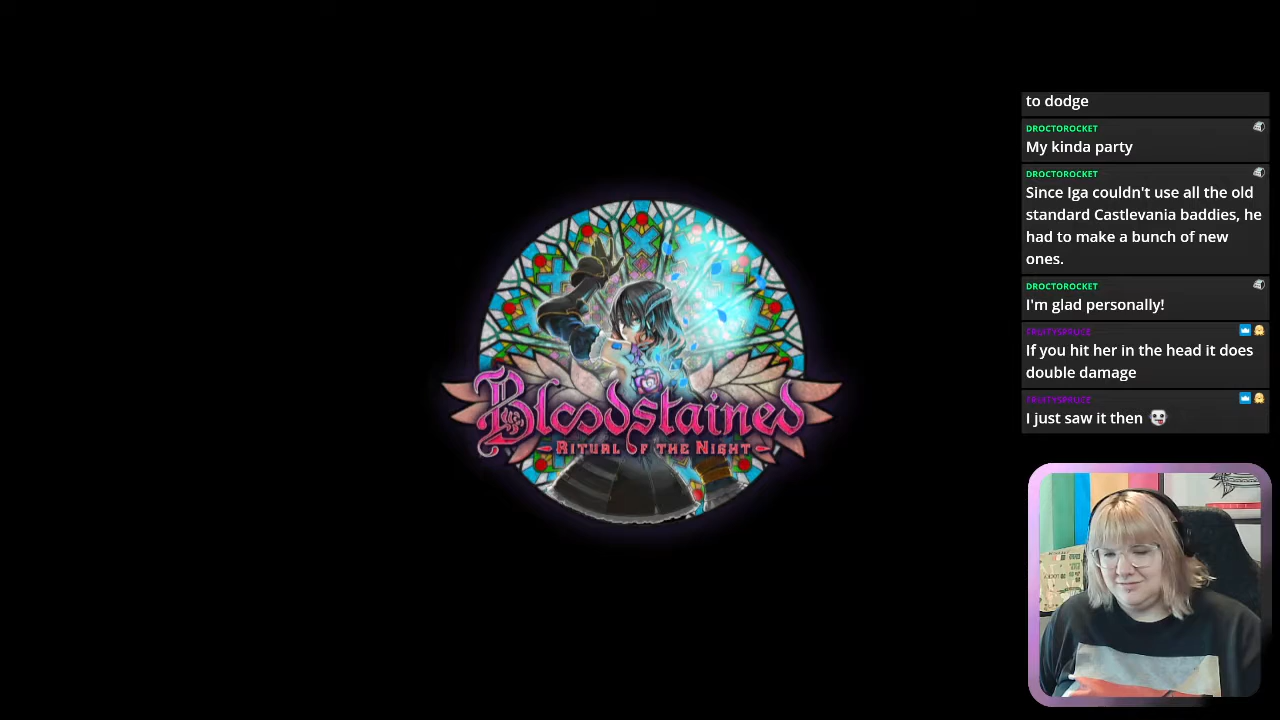 to dodge
DROCTOROCKET
My kinda party
DROCTOROCKET
Since Iga couldn't use all the old
standard Castlevania baddies, he
had to make a bunch of new
ones.
DROCTOROCKET
I'm glad personally!
FRUITYSPRUCE
If you hit her in the head it does
double damage
FRUITYSPRUCE
I just saw it then
Bloodstained
RITUAL OF THE NIGHT